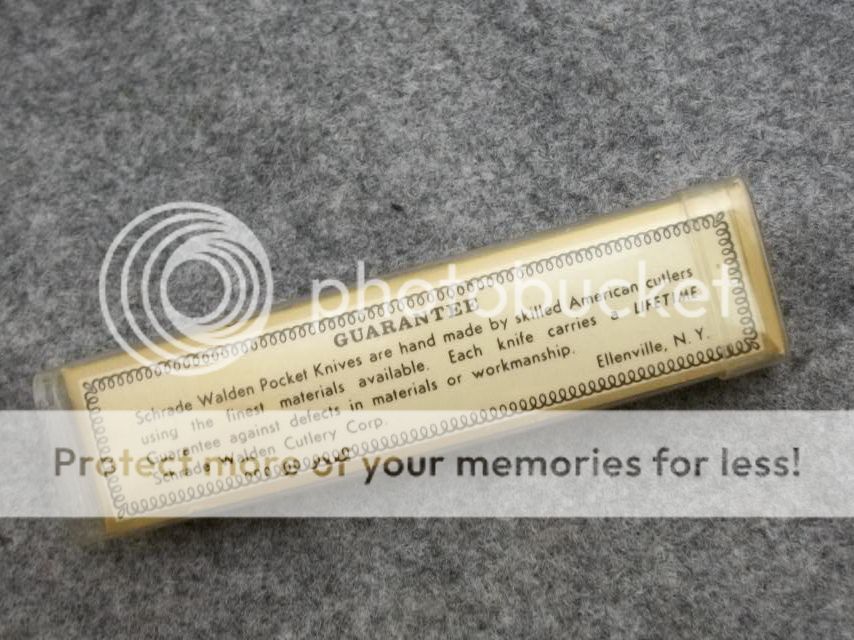 GUARANTEE
Schrade Walden Pocket Knives are hand made by skilled American cutlers
using the finest materials available. Each knife carries a LIFETIME
Guarantee against defects in materials or workmanship.
Schrade Walden Cutlery Corp. Ellenville, N. Y.
photobucket
Protect more of your memories for less!